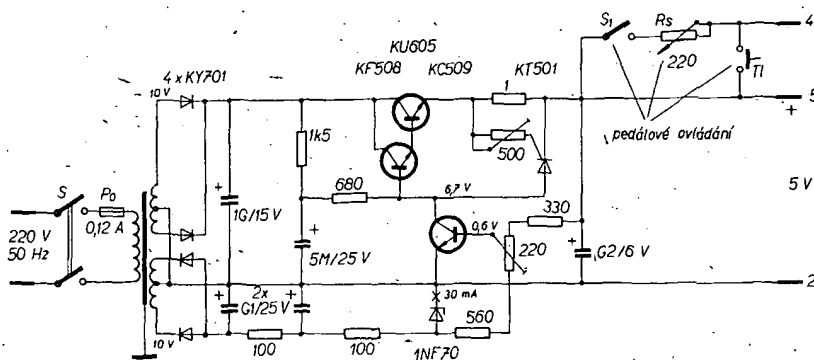 S1
Rs
4
220
Tl
KU605
KF508
KC509
KT501
4xKY701
1
5
+
10 V
pedálové ovládání
1k5
500
680
6,7 V
S
Po
+
1G/15 V
330
5 V
0,12 A
0,6 V
220 V
50 Hz
+
5M/25 V
220
+
G2/6 V
2
+
2x
G1/25 V
+
30 mA
560
10 V
100
100
1NF70